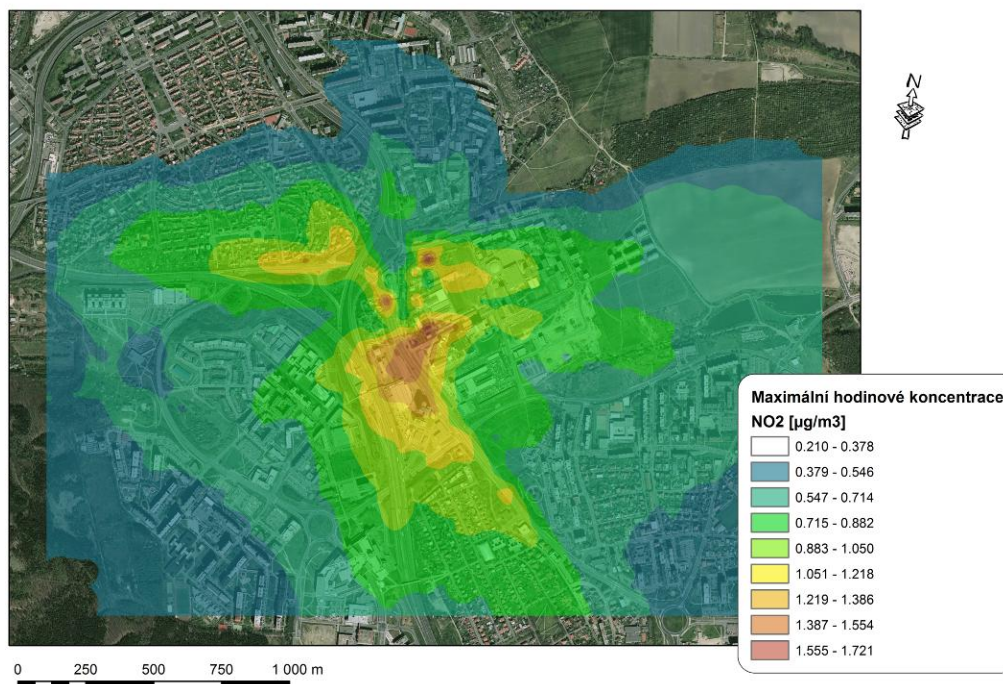 N
Maximální hodinové koncentrace
NO2 [µg/m3]
0.210 - 0.378
0.379 - 0.546
0.547 - 0.714
0.715 - 0.882
0.883 - 1.050
1.051 - 1.218
1.219 - 1.386
1.387 - 1.554
1.555 - 1.721
0 250 500 750 1 000 m